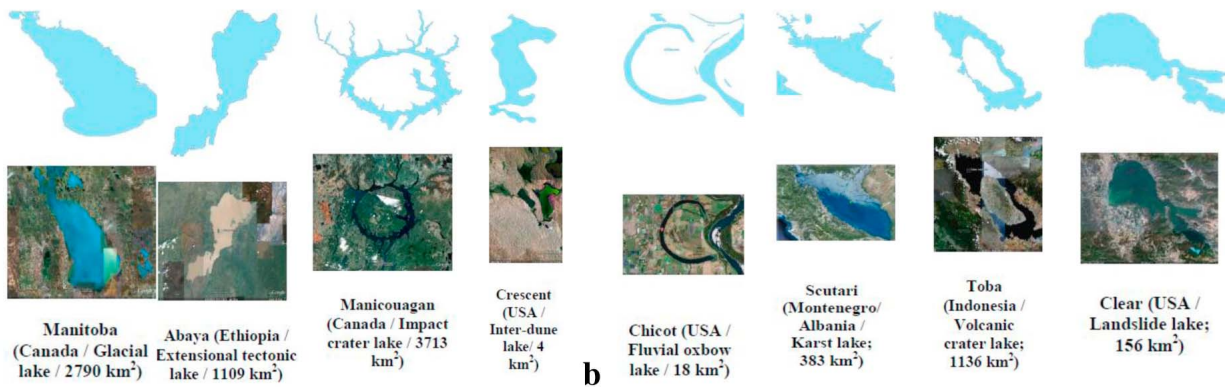 Manitoba
(Canada / Glacial
lake / 2790 km²)
Abaya (Ethiopia /
Extensional tectonic
lake / 1109 km²)
Manicouagan
(Canada / Impact
crater lake / 3713
km²)
Crescent
(USA /
Inter-dune
lake/ 4
km²)
b
Chicot (USA /
Fluvial oxbow
lake / 18 km²)
Scutari
(Montenegro/
Albania /
Karst lake;
383 km²)
Toba
(Indonesia /
Volcanic
crater lake;
1136 km²)
Clear (USA /
Landslide lake;
156 km²)